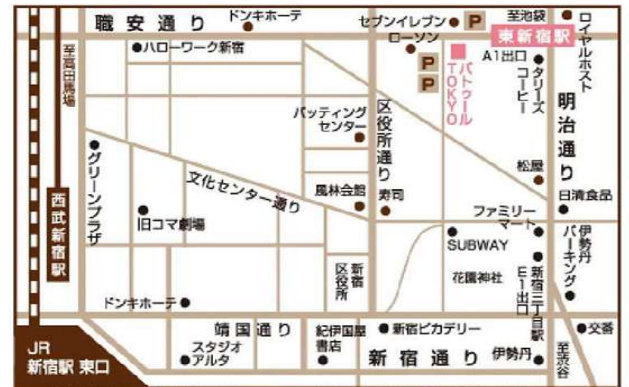 職安通り
ドンキホーテ
セブンイレブン
P
至池袋
ロイヤルホスト
ハローワーク新宿
ローソン
東新宿駅
至高田馬場
P
P
パトゥール
TOKYO
A1出口
タリーズ
コーヒー
明治通り
バッティング
センター
区役所通り
グリーンプラザ
文化センター通り
風林会館
寿司
松屋
日清食品
旧コマ劇場
ファミリー
マート
SUBWAY
伊勢丹
パーキング
西武新宿駅
新宿
区役所
花園神社
新宿三丁目駅
E1出口
ドンキホーテ
靖国通り
紀伊国屋
書店
新宿ピカデリー
交番
JR
新宿駅 東口
スタジオ
アルタ
新宿通り
伊勢丹
至渋谷